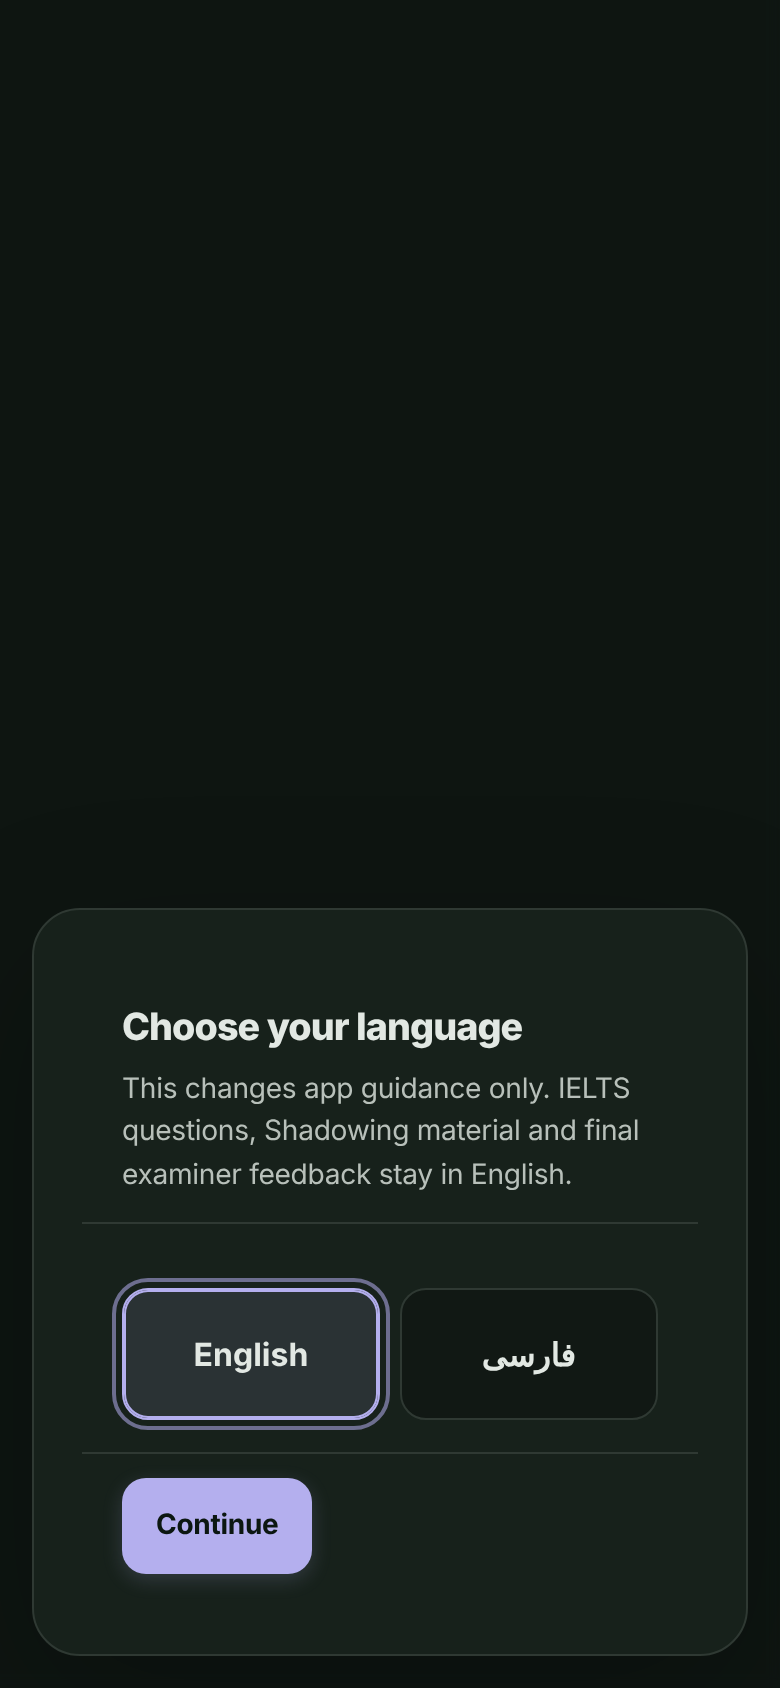 Choose your language
This changes app guidance only. IELTS
questions, Shadowing material and final
examiner feedback stay in English.
English
فارسی
Continue